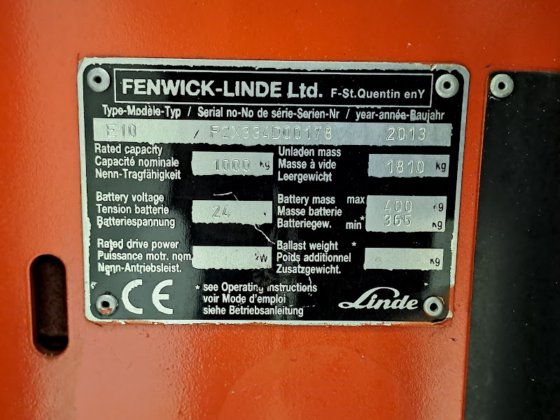 FENWICK-LINDE Ltd. F-St.Quentin enY
Type-Modèle-Typ / Serial no-No de série-Serien-Nr / year-année-Baujahr
E10 / 2013
Rated capacity
Capacité nominale
Nenn-Tragfähigkeit
1000 kg
Unladen mass
Masse à vide
Leergewicht
1810 kg
Battery voltage
Tension batterie
Batteriespannung
24 v
Battery mass max
Masse batterie
Batteriegew. min *
400
365 kg
Rated drive power
Puissance motr. nom.
Nenn-Antriebsleist.
kW
Ballast weight *
Poids additionnel
Zusatzgewicht.
kg
CE
* see Operating instructions
voir Mode d'emploi
siehe Betriebsanleitung
Linde